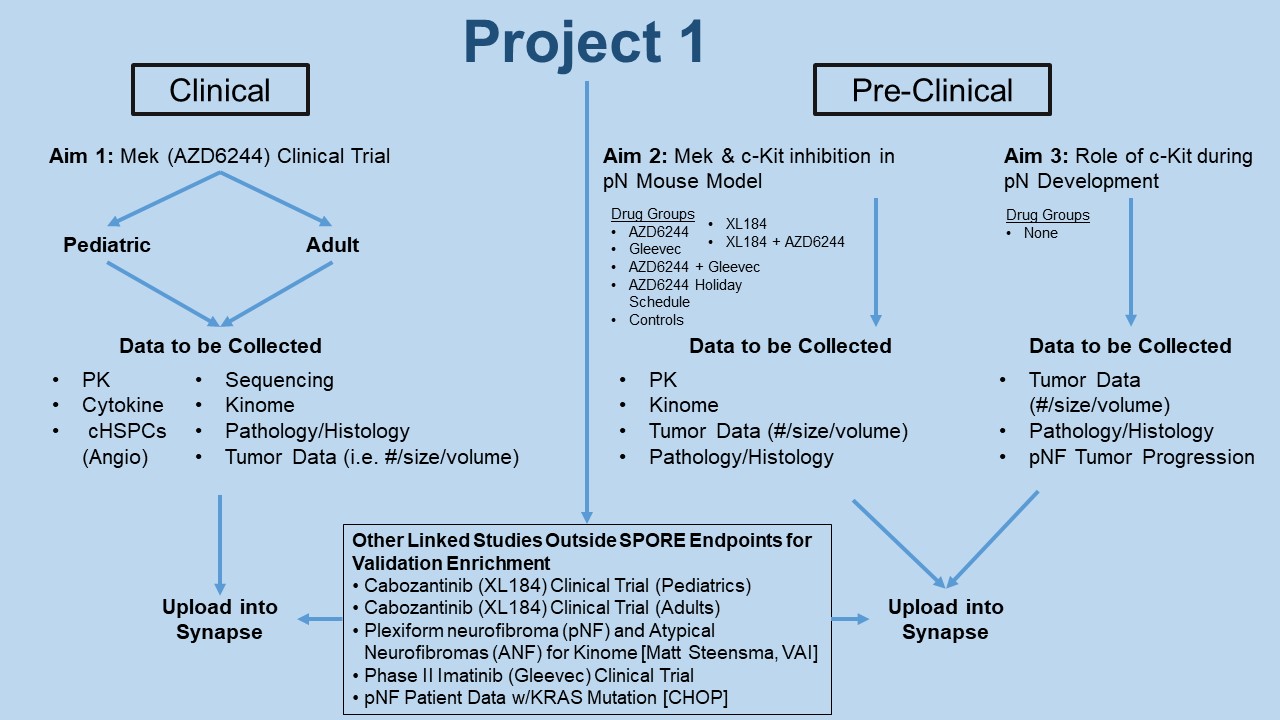 Project 1
Clinical
Aim 1: Mek (AZD6244) Clinical Trial
Pediatric
Adult
Data to be Collected
• PK
• Cytokine
• cHSPCs
(Angio)
• Sequencing
• Kinome
• Pathology/Histology
• Tumor Data (i.e. #/size/volume)
Upload into
Synapse
Pre-Clinical
Aim 2: Mek & c-Kit inhibition in
pN Mouse Model
Drug Groups
• AZD6244
• Gleevec
• AZD6244 + Gleevec
• AZD6244 Holiday
Schedule
• Controls
• XL184
• XL184 + AZD6244
Data to be Collected
• PK
• Kinome
• Tumor Data (#/size/volume)
• Pathology/Histology
Aim 3: Role of c-Kit during
pN Development
Drug Groups
• None
Data to be Collected
• Tumor Data
(#/size/volume)
• Pathology/Histology
• pNF Tumor Progression
Upload into
Synapse
Other Linked Studies Outside SPORE Endpoints for
Validation Enrichment
• Cabozantinib (XL184) Clinical Trial (Pediatrics)
• Cabozantinib (XL184) Clinical Trial (Adults)
• Plexiform neurofibroma (pNF) and Atypical
Neurofibromas (ANF) for Kinome [Matt Steensma, VAI]
• Phase II Imatinib (Gleevec) Clinical Trial
• pNF Patient Data w/KRAS Mutation [CHOP]